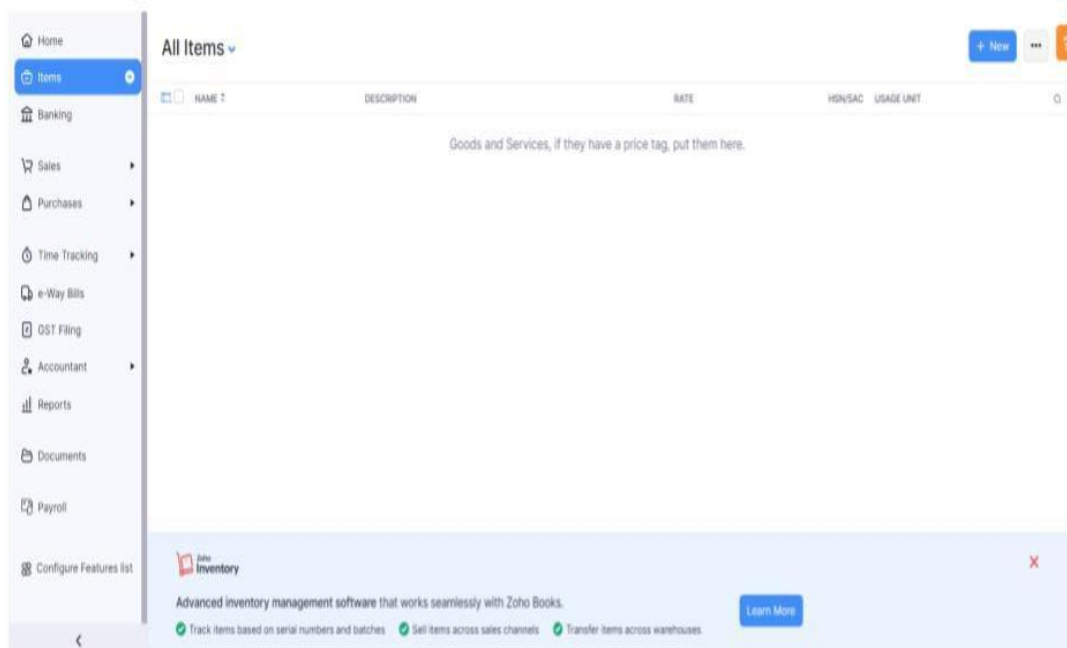 Home
Items
Banking
Sales
Purchases
Time Tracking
e-Way Bills
GST Filing
Accountant
Reports
Documents
Payroll
Configure Features list
All Items
+ New
NAME DESCRIPTION RATE HSN/SAC USAGE UNIT
Goods and Services, if they have a price tag, put them here.
Zoho
Inventory
Advanced inventory management software that works seamlessly with Zoho Books.
Learn More
Track items based on serial numbers and batches Sell items across sales channels Transfer items across warehouses